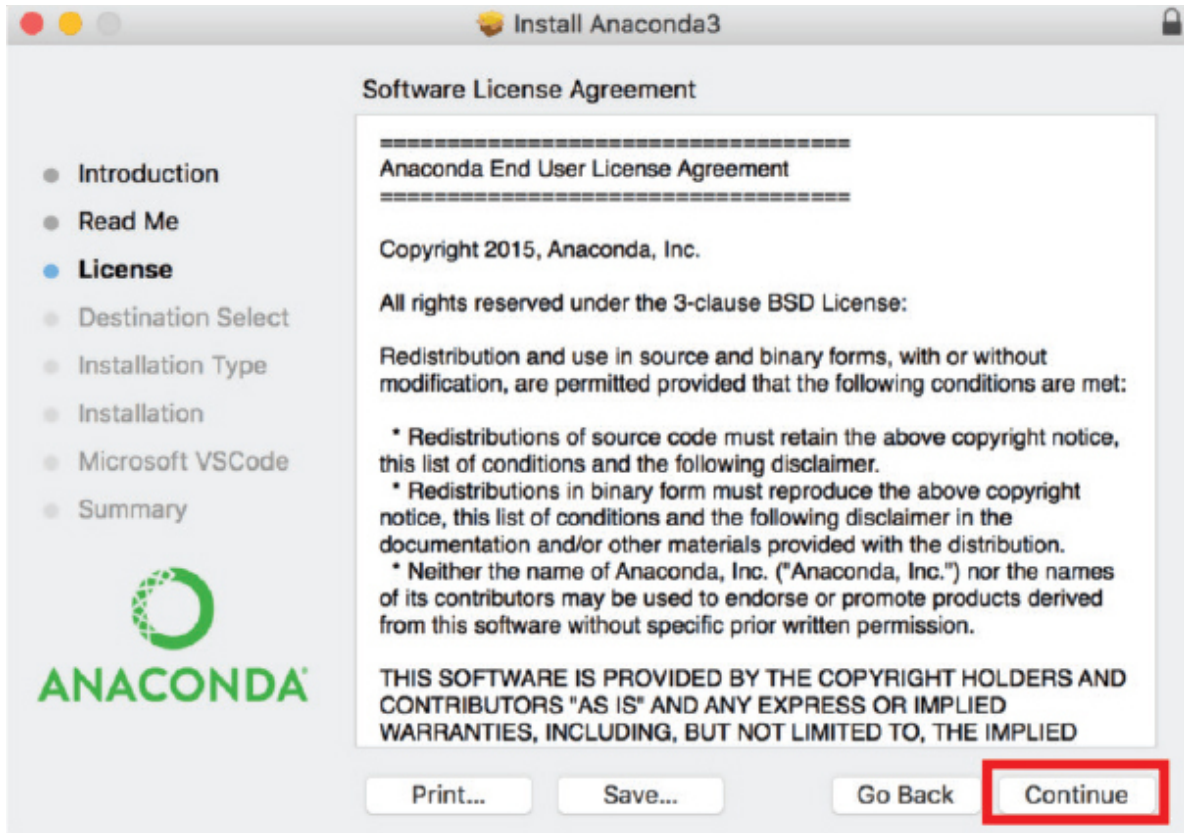 Install Anaconda3
Software License Agreement
Introduction
Read Me
License
Destination Select
Installation Type
Installation
Microsoft VSCode
Summary
ANACONDA
=====================================
Anaconda End User License Agreement
=====================================
Copyright 2015, Anaconda, Inc.
All rights reserved under the 3-clause BSD License:
Redistribution and use in source and binary forms, with or without
modification, are permitted provided that the following conditions are met:
* Redistributions of source code must retain the above copyright notice,
this list of conditions and the following disclaimer.
* Redistributions in binary form must reproduce the above copyright
notice, this list of conditions and the following disclaimer in the
documentation and/or other materials provided with the distribution.
* Neither the name of Anaconda, Inc. ("Anaconda, Inc.") nor the names
of its contributors may be used to endorse or promote products derived
from this software without specific prior written permission.
THIS SOFTWARE IS PROVIDED BY THE COPYRIGHT HOLDERS AND
CONTRIBUTORS "AS IS" AND ANY EXPRESS OR IMPLIED
WARRANTIES, INCLUDING, BUT NOT LIMITED TO, THE IMPLIED
Print...
Save...
Go Back
Continue